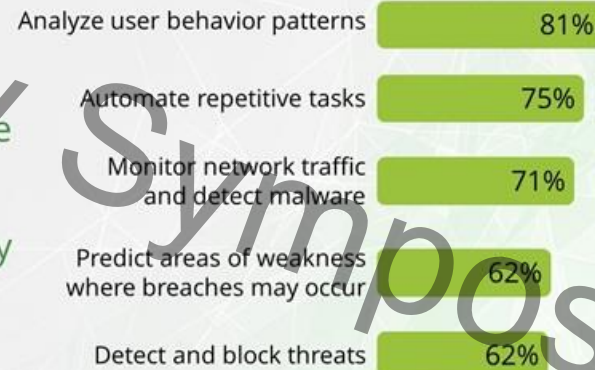 Analyze user behavior patterns 81%
Automate repetitive tasks 75%
Monitor network traffic
and detect malware 71%
Predict areas of weakness
where breaches may occur 62%
Detect and block threats 62%
e
y
Sympos